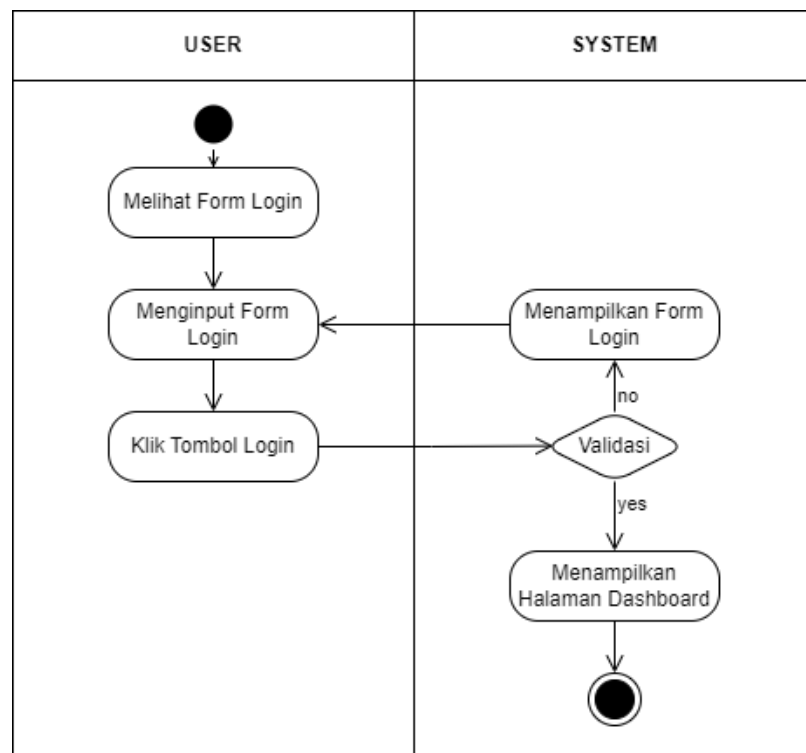 USER
SYSTEM
Melihat Form Login
Menginput Form
Login
Menampilkan Form
Login
no
Klik Tombol Login
Validasi
yes
Menampilkan
Halaman Dashboard